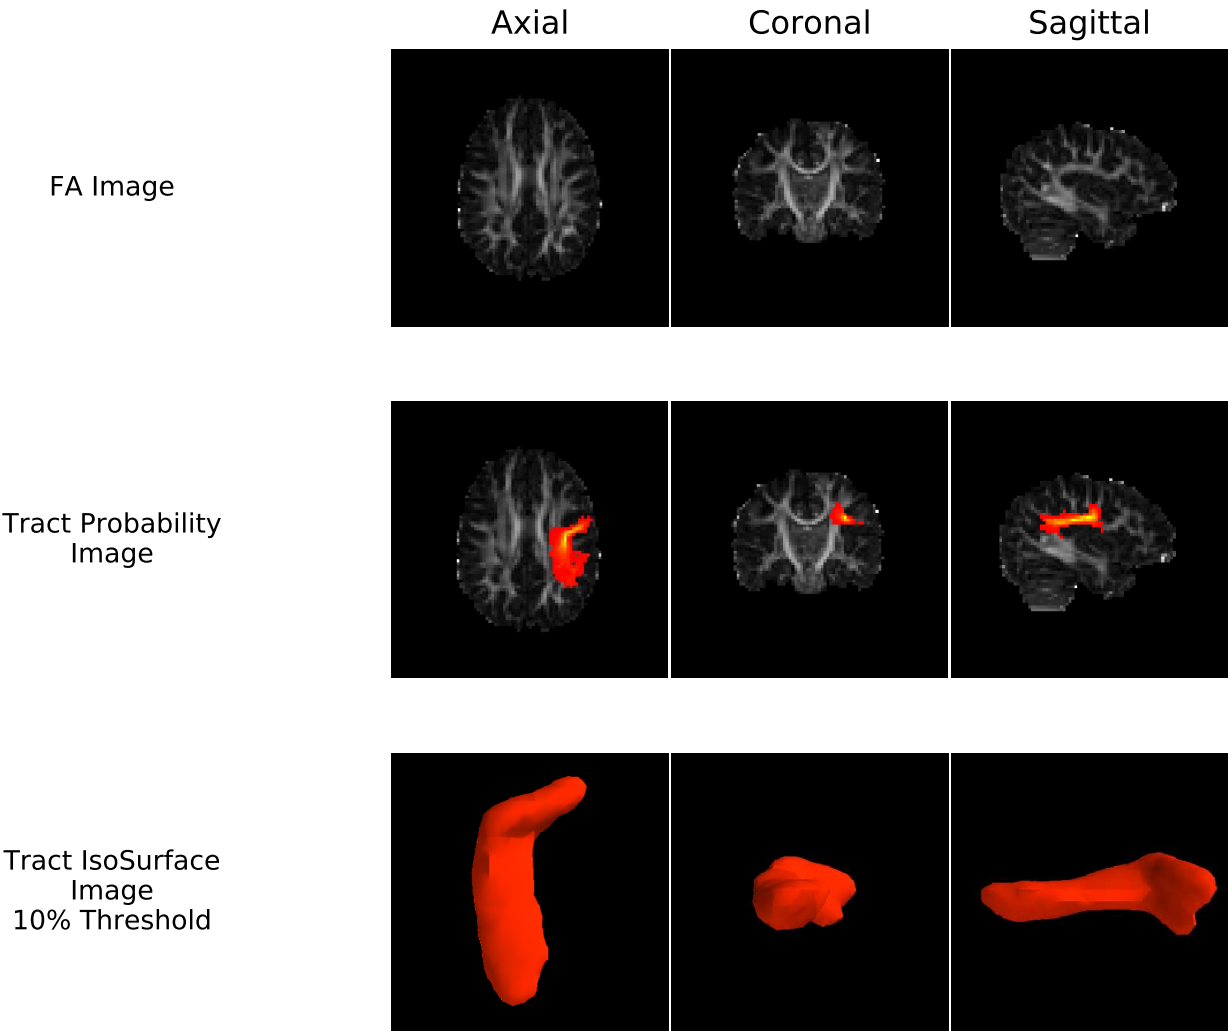 Axial
Coronal
Sagittal
FA Image
Tract Probability
Image
Tract IsoSurface
Image
10% Threshold